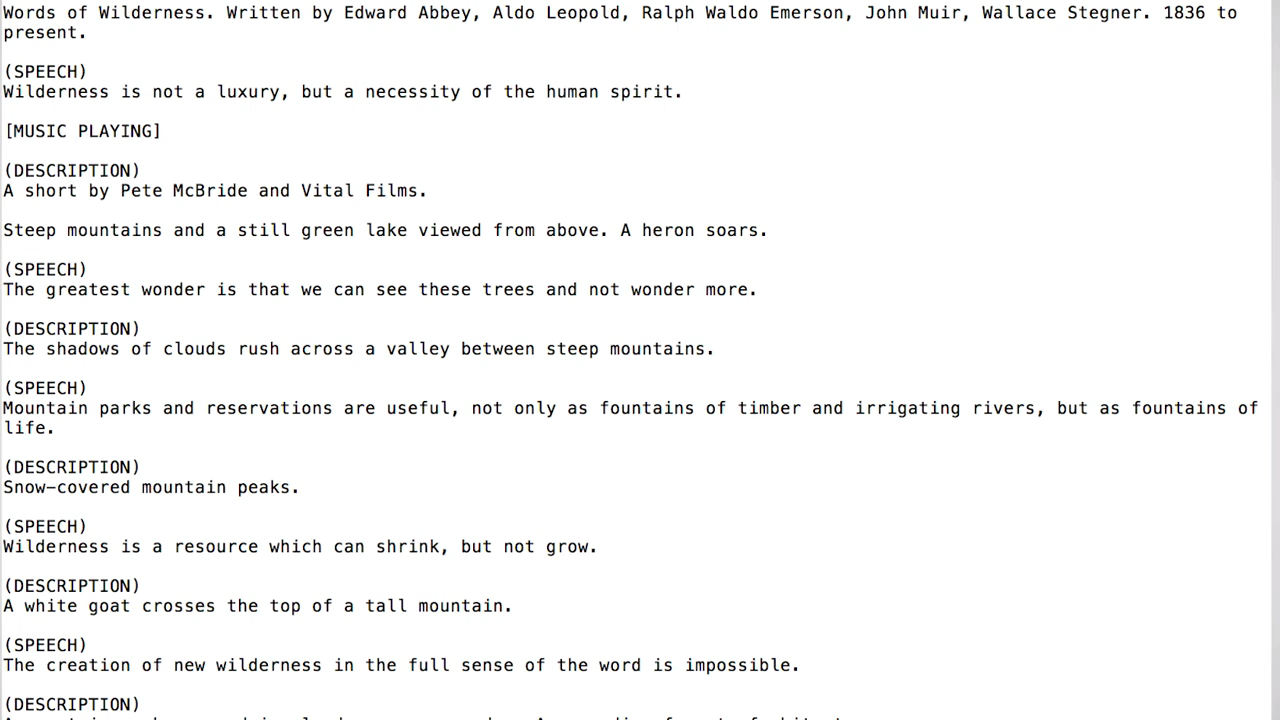 Words of Wilderness. Written by Edward Abbey, Aldo Leopold, Ralph Waldo Emerson, John Muir, Wallace Stegner. 1836 to
present.
(SPEECH)
Wilderness is not a luxury, but a necessity of the human spirit.
[MUSIC PLAYING]
(DESCRIPTION)
A short by Pete McBride and Vital Films.
Steep mountains and a still green lake viewed from above. A heron soars.
(SPEECH)
The greatest wonder is that we can see these trees and not wonder more.
(DESCRIPTION)
The shadows of clouds rush across a valley between steep mountains.
(SPEECH)
Mountain parks and reservations are useful, not only as fountains of timber and irrigating rivers, but as fountains of
life.
(DESCRIPTION)
Snow-covered mountain peaks.
(SPEECH)
Wilderness is a resource which can shrink, but not grow.
(DESCRIPTION)
A white goat crosses the top of a tall mountain.
(SPEECH)
The creation of new wilderness in the full sense of the word is impossible.
(DESCRIPTION)